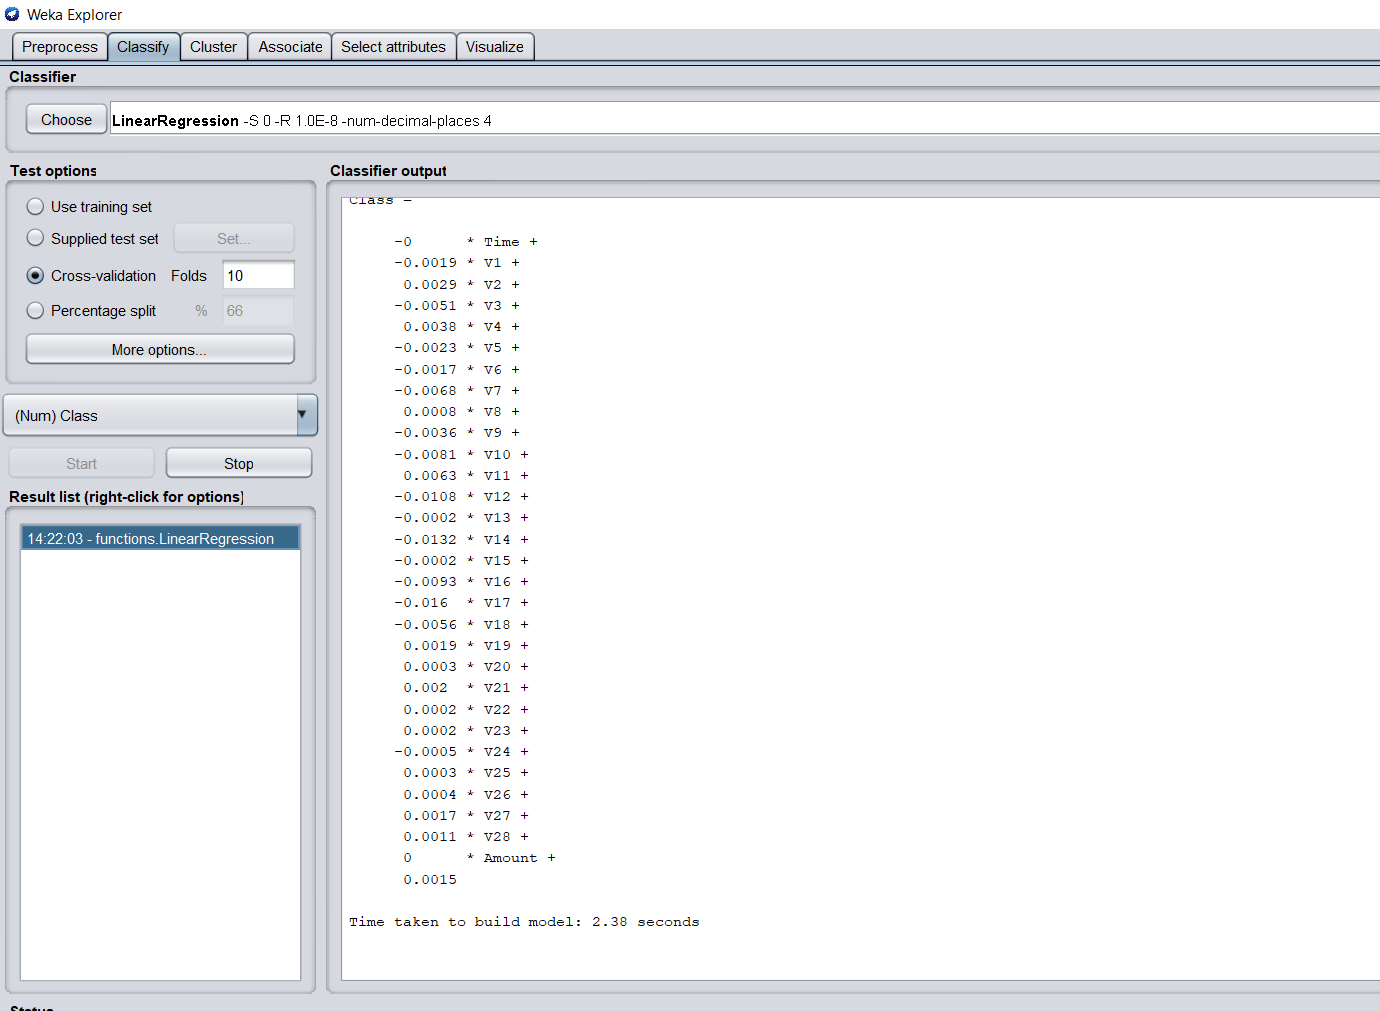 Weka Explorer
Preprocess Classify Cluster Associate Select attributes Visualize
Classifier
Choose LinearRegression -S 0 -R 1.0E-8 -num-decimal-places 4
Test options
Use training set
Supplied test set Set...
Cross-validation Folds 10
Percentage split % 66
More options...
(Num) Class
Start Stop
Result list (right-click for options)
14:22:03 - functions.LinearRegression
Classifier output
Class =
-0 * Time +
-0.0019 * V1 +
0.0029 * V2 +
-0.0051 * V3 +
0.0038 * V4 +
-0.0023 * V5 +
-0.0017 * V6 +
-0.0068 * V7 +
0.0008 * V8 +
-0.0036 * V9 +
-0.0081 * V10 +
0.0063 * V11 +
-0.0108 * V12 +
-0.0002 * V13 +
-0.0132 * V14 +
-0.0002 * V15 +
-0.0093 * V16 +
-0.016 * V17 +
-0.0056 * V18 +
0.0019 * V19 +
0.0003 * V20 +
0.002 * V21 +
0.0002 * V22 +
0.0002 * V23 +
-0.0005 * V24 +
0.0003 * V25 +
0.0004 * V26 +
0.0017 * V27 +
0.0011 * V28 +
0 * Amount +
0.0015
Time taken to build model: 2.38 seconds
Status